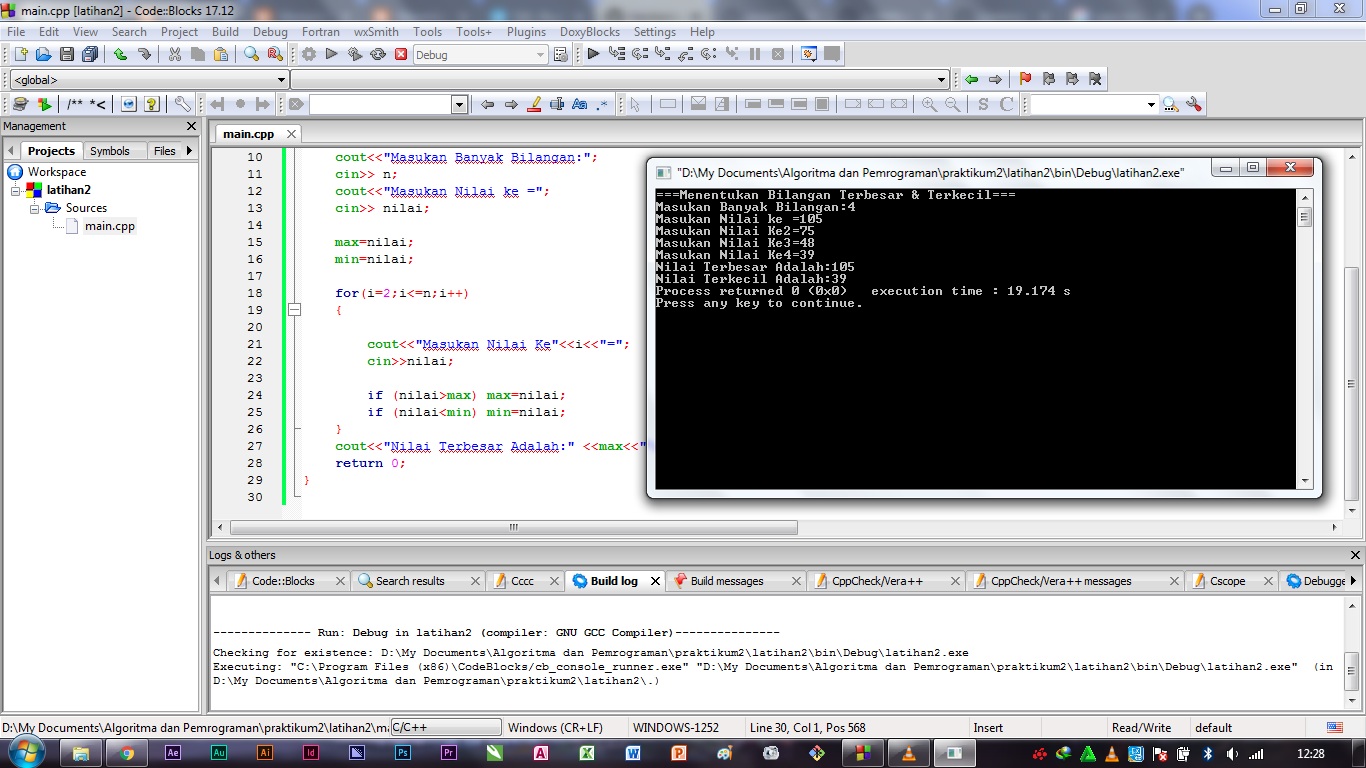 main.cpp [latihan2] - Code::Blocks 17.12
File Edit View Search Project Build Debug Fortran wxSmith Tools Tools+ Plugins DoxyBlocks Settings Help
Debug
<global>
/** *<
Aa .*
S C
Management
Projects Symbols Files
Workspace
latihan2
Sources
main.cpp
main.cpp
10 cout<<"Masukan Banyak Bilangan:";
11 cin>> n;
12 cout<<"Masukan Nilai ke =";
13 cin>> nilai;
14
15 max=nilai;
16 min=nilai;
17
18 for(i=2;i<=n;i++)
19 {
20
21 cout<<"Masukan Nilai Ke"<<i<<"=";
22 cin>>nilai;
23
24 if (nilai>max) max=nilai;
25 if (nilai<min) min=nilai;
26 }
27 cout<<"Nilai Terbesar Adalah:" <<max<<"
28 return 0;
29 }
30
"D:\My Documents\Algoritma dan Pemrograman\praktikum2\latihan2\bin\Debug\latihan2.exe"
===Menentukan Bilangan Terbesar & Terkecil===
Masukan Banyak Bilangan:4
Masukan Nilai ke =105
Masukan Nilai Ke2=75
Masukan Nilai Ke3=48
Masukan Nilai Ke4=39
Nilai Terbesar Adalah:105
Nilai Terkecil Adalah:39
Process returned 0 (0x0)   execution time : 19.174 s
Press any key to continue.
Logs & others
Code::Blocks Search results Cccc Build log Build messages CppCheck/Vera++ CppCheck/Vera++ messages Cscope Debugge
-------------- Run: Debug in latihan2 (compiler: GNU GCC Compiler)---------------
Checking for existence: D:\My Documents\Algoritma dan Pemrograman\praktikum2\latihan2\bin\Debug\latihan2.exe
Executing: "C:\Program Files (x86)\CodeBlocks/cb_console_runner.exe" "D:\My Documents\Algoritma dan Pemrograman\praktikum2\latihan2\bin\Debug\latihan2.exe"  (in
D:\My Documents\Algoritma dan Pemrograman\praktikum2\latihan2\.)
D:\My Documents\Algoritma dan Pemrograman\praktikum2\latihan2\ma C/C++ Windows (CR+LF) WINDOWS-1252 Line 30, Col 1, Pos 568 Insert Read/Write default
Ae Au Ai Id Ps Pr A X W P 12:28